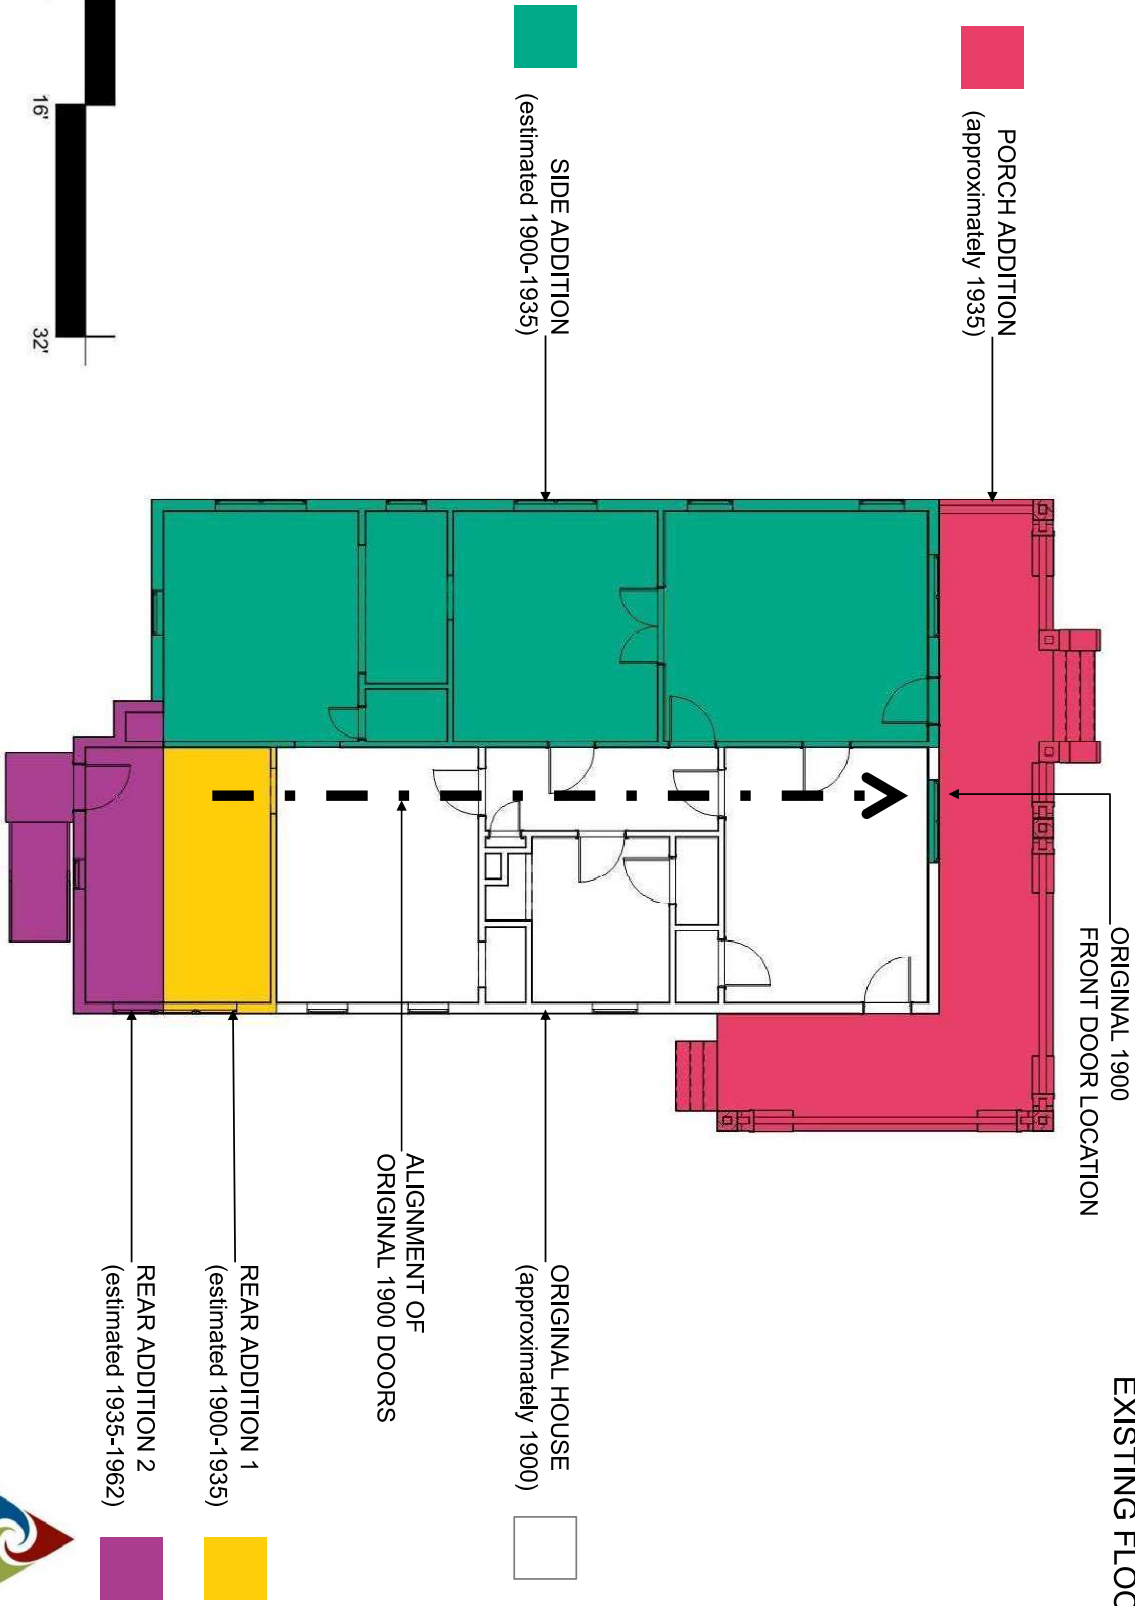 EXISTING FLOO
ORIGINAL 1900
FRONT DOOR LOCATION
PORCH ADDITION
(approximately 1935)
SIDE ADDITION
(estimated 1900-1935)
ORIGINAL HOUSE
(approximately 1900)
ALIGNMENT OF
ORIGINAL 1900 DOORS
REAR ADDITION 1
(estimated 1900-1935)
REAR ADDITION 2
(estimated 1935-1962)
16'
32'